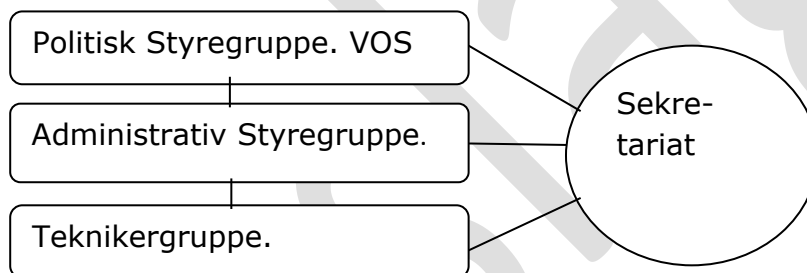 Politisk Styregruppe. VOS
Administrativ Styregruppe.
Teknikergruppe.
Sekre-
tariat